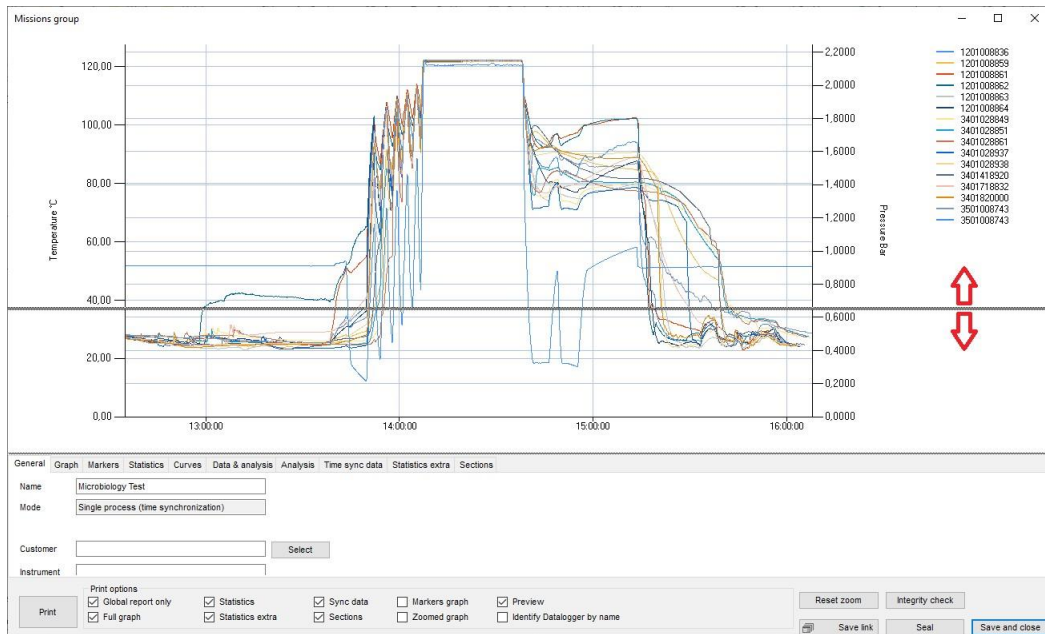 Missions group
120,00
100,00
80,00
60,00
40,00
20,00
0,00
Temperature °C
2,2000
2,0000
1,8000
1,6000
1,4000
1,2000
1,0000
0,8000
0,6000
0,4000
0,2000
0,0000
Pressure Bar
13:00:00
14:00:00
15:00:00
16:00:00
1201008836
1201008859
1201008861
1201008862
1201008863
1201008864
3401028849
3401028851
3401028861
3401028937
3401028938
3401418920
3401718832
3401820000
3501008743
3501008743
General Graph Markers Statistics Curves Data & analysis Analysis Time sync data Statistics extra Sections
Name Microbiology Test
Mode Single process (time synchronization)
Customer Select
Instrument
Print options
Print
Global report only Statistics Sync data Markers graph Preview
Full graph Statistics extra Sections Zoomed graph Identify Datalogger by name
Reset zoom Integrity check
Save link Seal Save and close